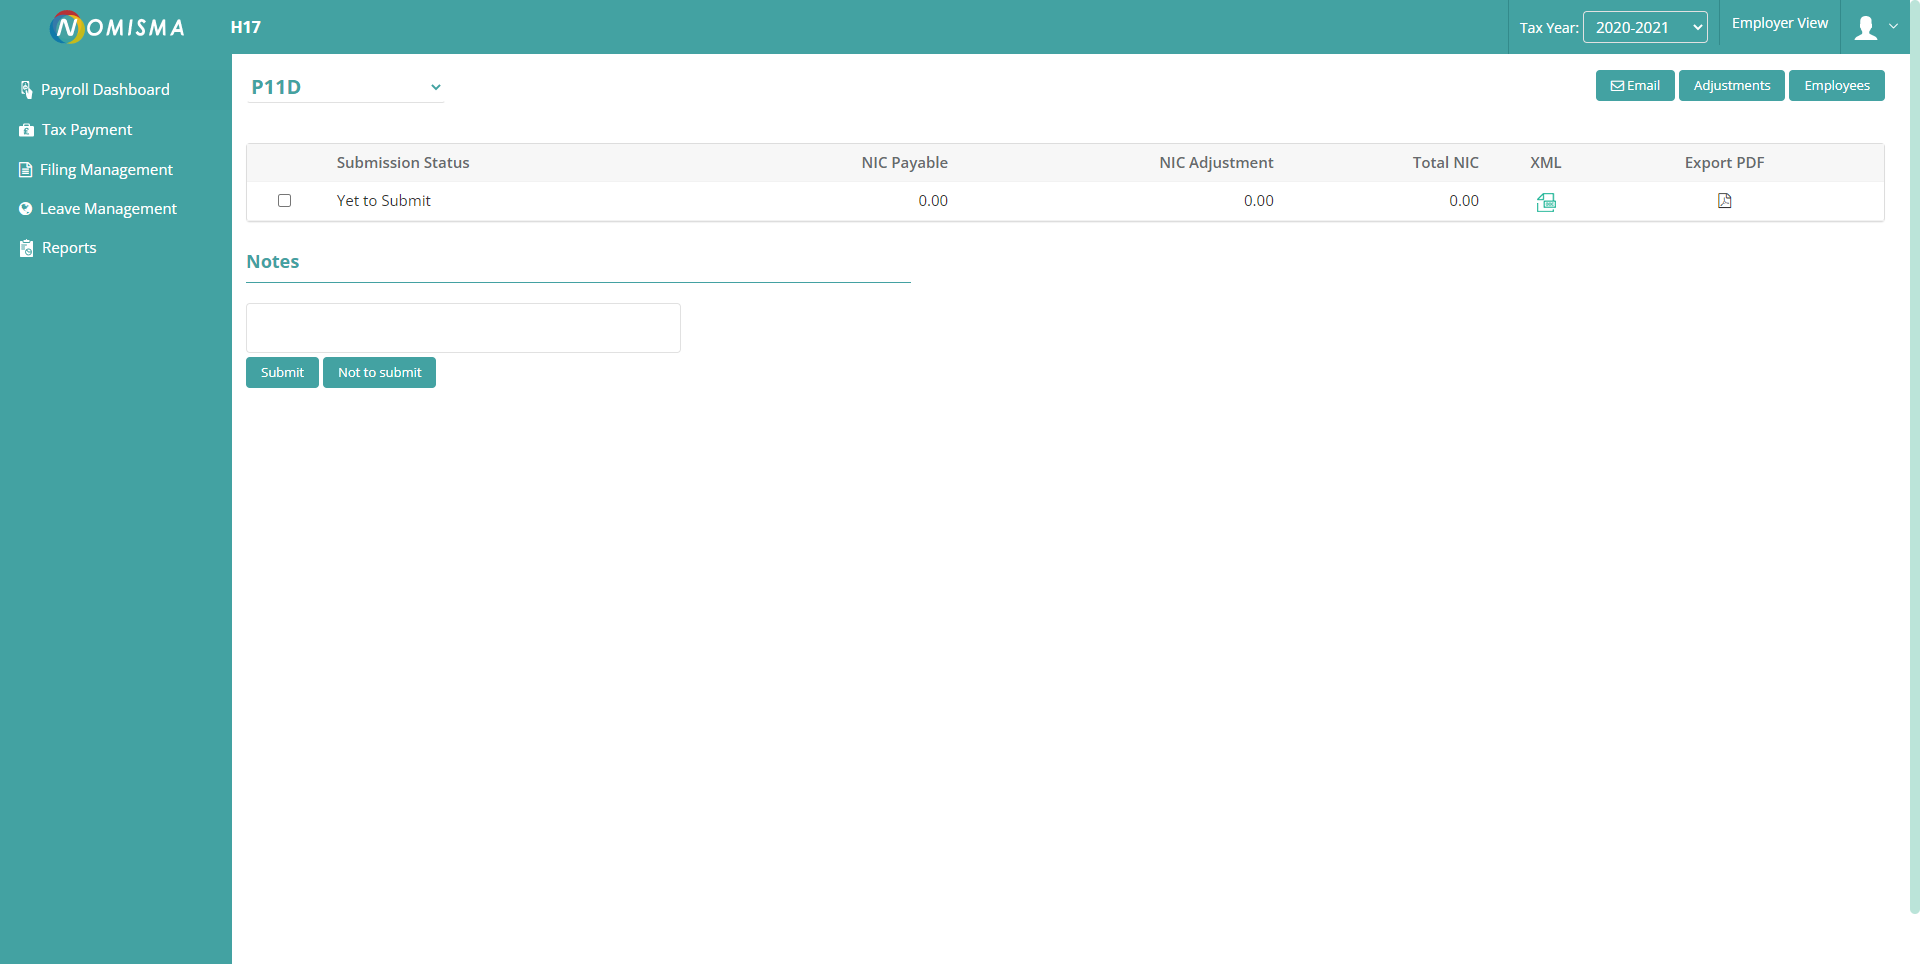 NOMISMA
H17
Tax Year: 2020-2021
Employer View
Payroll Dashboard
Tax Payment
Filing Management
Leave Management
Reports
P11D
Email
Adjustments
Employees
Submission Status NIC Payable NIC Adjustment Total NIC XML Export PDF
Yet to Submit 0.00 0.00 0.00
Notes
Submit
Not to submit